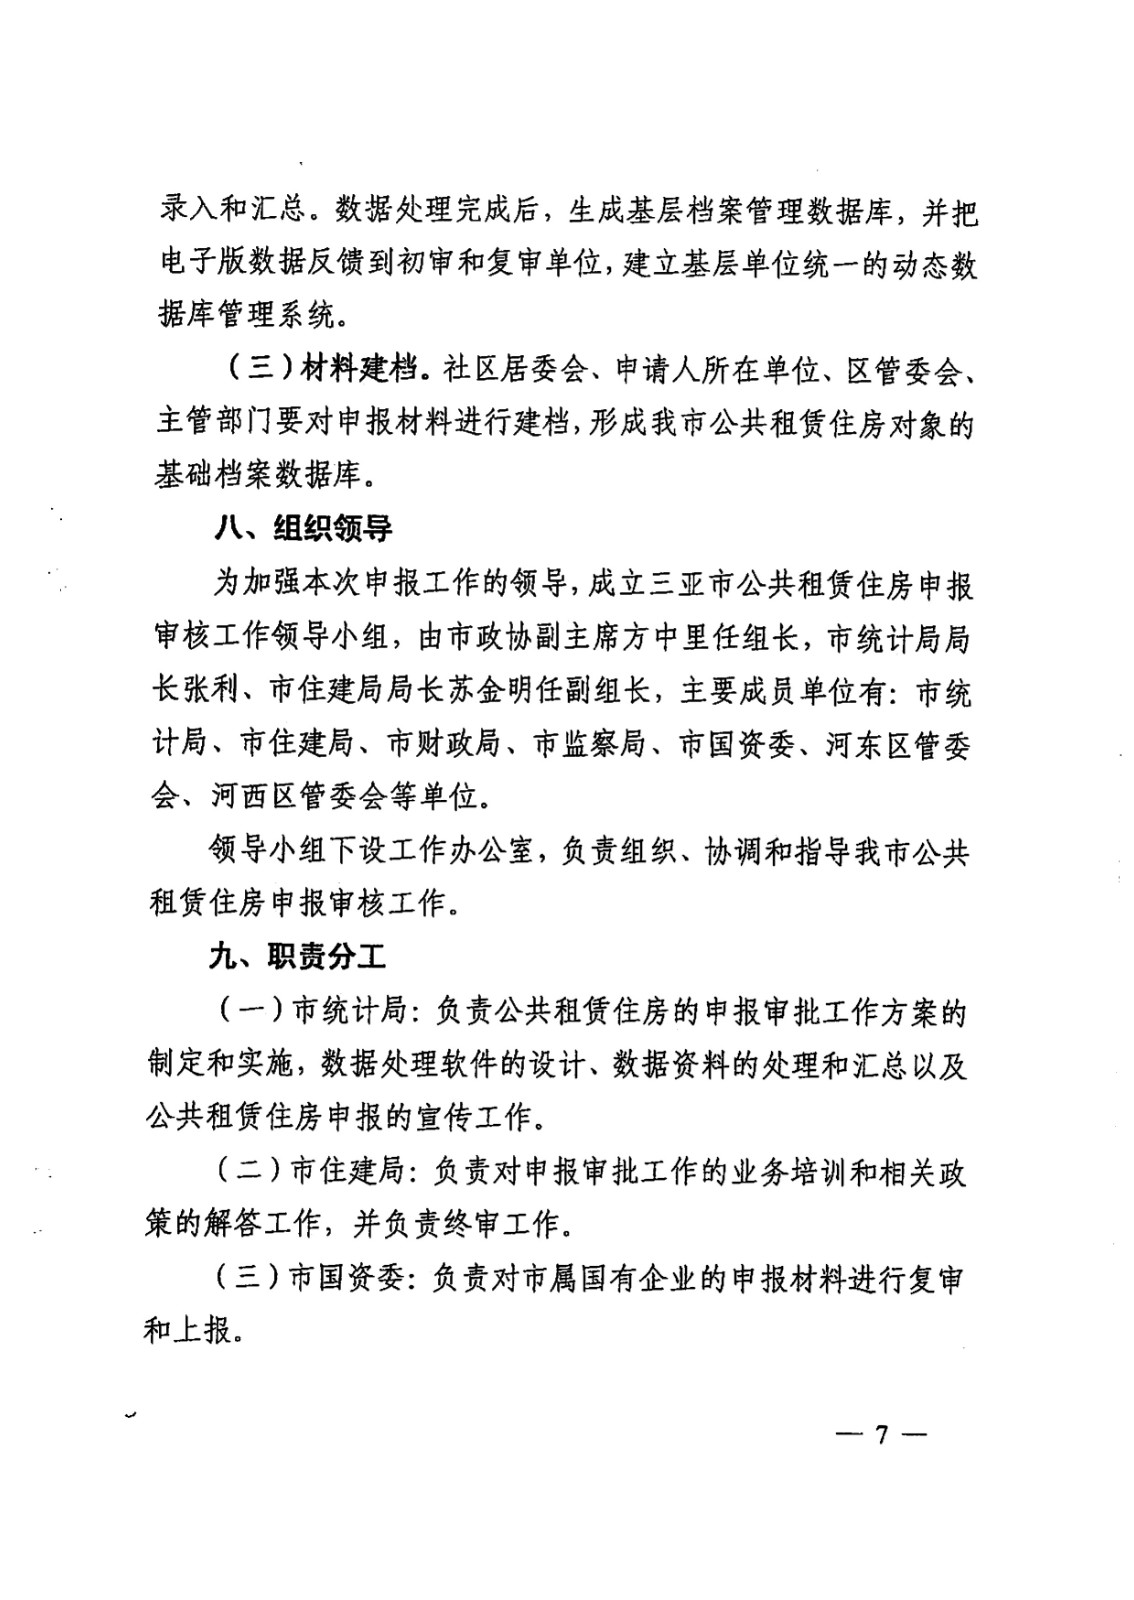 录入和汇总。数据处理完成后，生成基层档案管理数据库，并把
电子版数据反馈到初审和复审单位，建立基层单位统一的动态数
据库管理系统。
（三）材料建档。社区居委会、申请人所在单位、区管委会、
主管部门要对申报材料进行建档，形成我市公共租赁住房对象的
基础档案数据库。
八、组织领导
为加强本次申报工作的领导，成立三亚市公共租赁住房申报
审核工作领导小组，由市政协副主席方中里任组长，市统计局局
长张利、市住建局局长苏金明任副组长，主要成员单位有：市统
计局、市住建局、市财政局、市监察局、市国资委、河东区管委
会、河西区管委会等单位。
领导小组下设工作办公室，负责组织、协调和指导我市公共
租赁住房申报审核工作。
九、职责分工
（一）市统计局：负责公共租赁住房的申报审批工作方案的
制定和实施，数据处理软件的设计、数据资料的处理和汇总以及
公共租赁住房申报的宣传工作。
（二）市住建局：负责对申报审批工作的业务培训和相关政
策的解答工作，并负责终审工作。
（三）市国资委：负责对市属国有企业的申报材料进行复审
和上报。
— 7 —